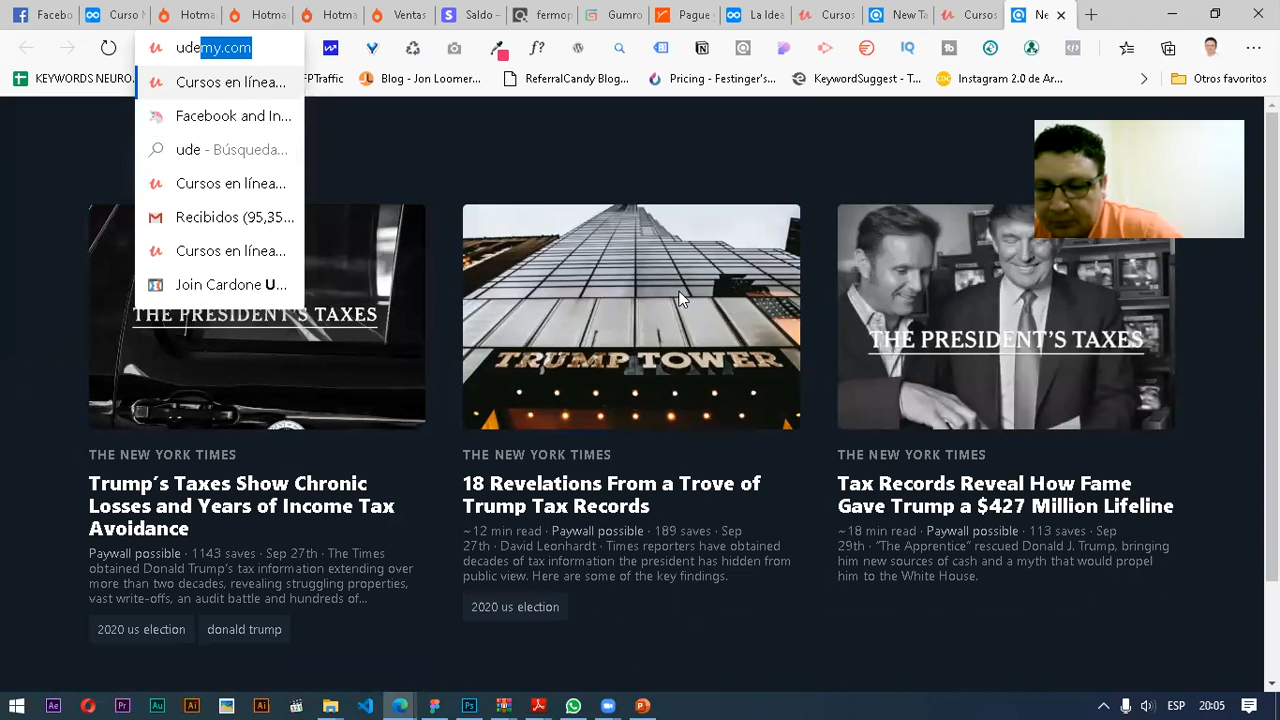 Facebo
Curso M
Hotma
Hotma
Hotma
Ventas
Saldo –
fermop
Gumro
Pague
La Idea
Cursos
New Ta
Cursos
Ne
udemy.com
f?
IQ
KEYWORDS NEURO
PTraffic
Blog - Jon Loomer...
ReferralCandy Blog...
Pricing - Festinger's...
KeywordSuggest - T...
Instagram 2.0 de Ar...
Otros favoritos
Cursos en línea...
Facebook and In...
ude - Búsqueda...
Cursos en línea...
Recibidos (95,35...
Cursos en línea...
Join Cardone U...
THE PRESIDENT'S TAXES
TRUMP TOWER
THE PRESIDENT'S TAXES
THE NEW YORK TIMES
Trump's Taxes Show Chronic
Losses and Years of Income Tax
Avoidance
Paywall possible · 1143 saves · Sep 27th · The Times
obtained Donald Trump's tax information extending over
more than two decades, revealing struggling properties,
vast write-offs, an audit battle and hundreds of...
2020 us election
donald trump
THE NEW YORK TIMES
18 Revelations From a Trove of
Trump Tax Records
~12 min read · Paywall possible · 189 saves · Sep
27th · David Leonhardt · Times reporters have obtained
decades of tax information the president has hidden from
public view. Here are some of the key findings.
2020 us election
THE NEW YORK TIMES
Tax Records Reveal How Fame
Gave Trump a $427 Million Lifeline
~18 min read · Paywall possible · 113 saves · Sep
29th · "The Apprentice" rescued Donald J. Trump, bringing
him new sources of cash and a myth that would propel
him to the White House.
Ae
Pr
Au
Ai
Ai
Ps
ESP
20:05